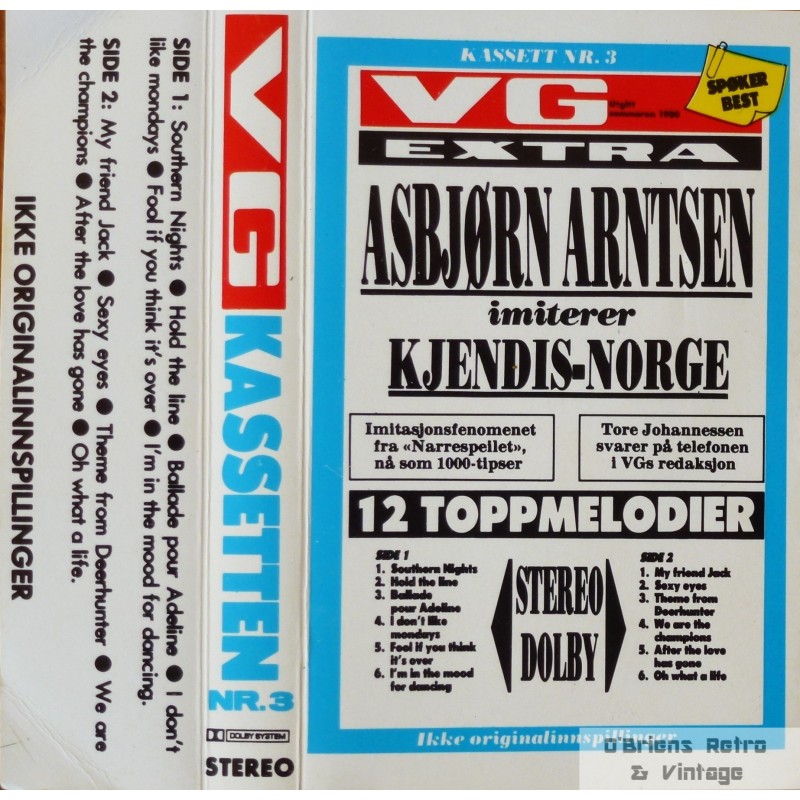 SIDE 1: Southern Nights ● Hold the line ● Ballade pour Adeline ● I don't
like mondays ● Fool if you think it's over ● I'm in the mood for dancing.
SIDE 2: My friend Jack ● Sexy eyes ● Theme from Deerhunter ● We are
the champions ● After the love has gone ● Oh what a life.
IKKE ORIGINALINNSPILLINGER
VG KASSETTEN
NR.3
DOLBY SYSTEM
STEREO
KASSETT NR. 3
VG
sommeren 1980
SPØKER
BEST
EXTRA
ASBJØRN ARNTSEN
imiterer
KJENDIS-NORGE
Imitasjonsfenomenet
fra «Narrespellet»,
nå som 1000-tipser
Tore Johannessen
svarer på telefonen
i VGs redaksjon
12 TOPPMELODIER
SIDE 1
1. Southern Nights
2. Hold the line
3. Ballade
pour Adeline
4. I don't like
mondays
5. Fool if you think
it's over
6. I'm in the mood
for dancing
STEREO
DOLBY
SIDE 2
1. My friend Jack
2. Sexy eyes
3. Theme from
Deerhunter
4. We are the
champions
5. After the love
has gone
6. Oh what a life
Ikke originalinnspillinger
O'Briens Retro
& Vintage